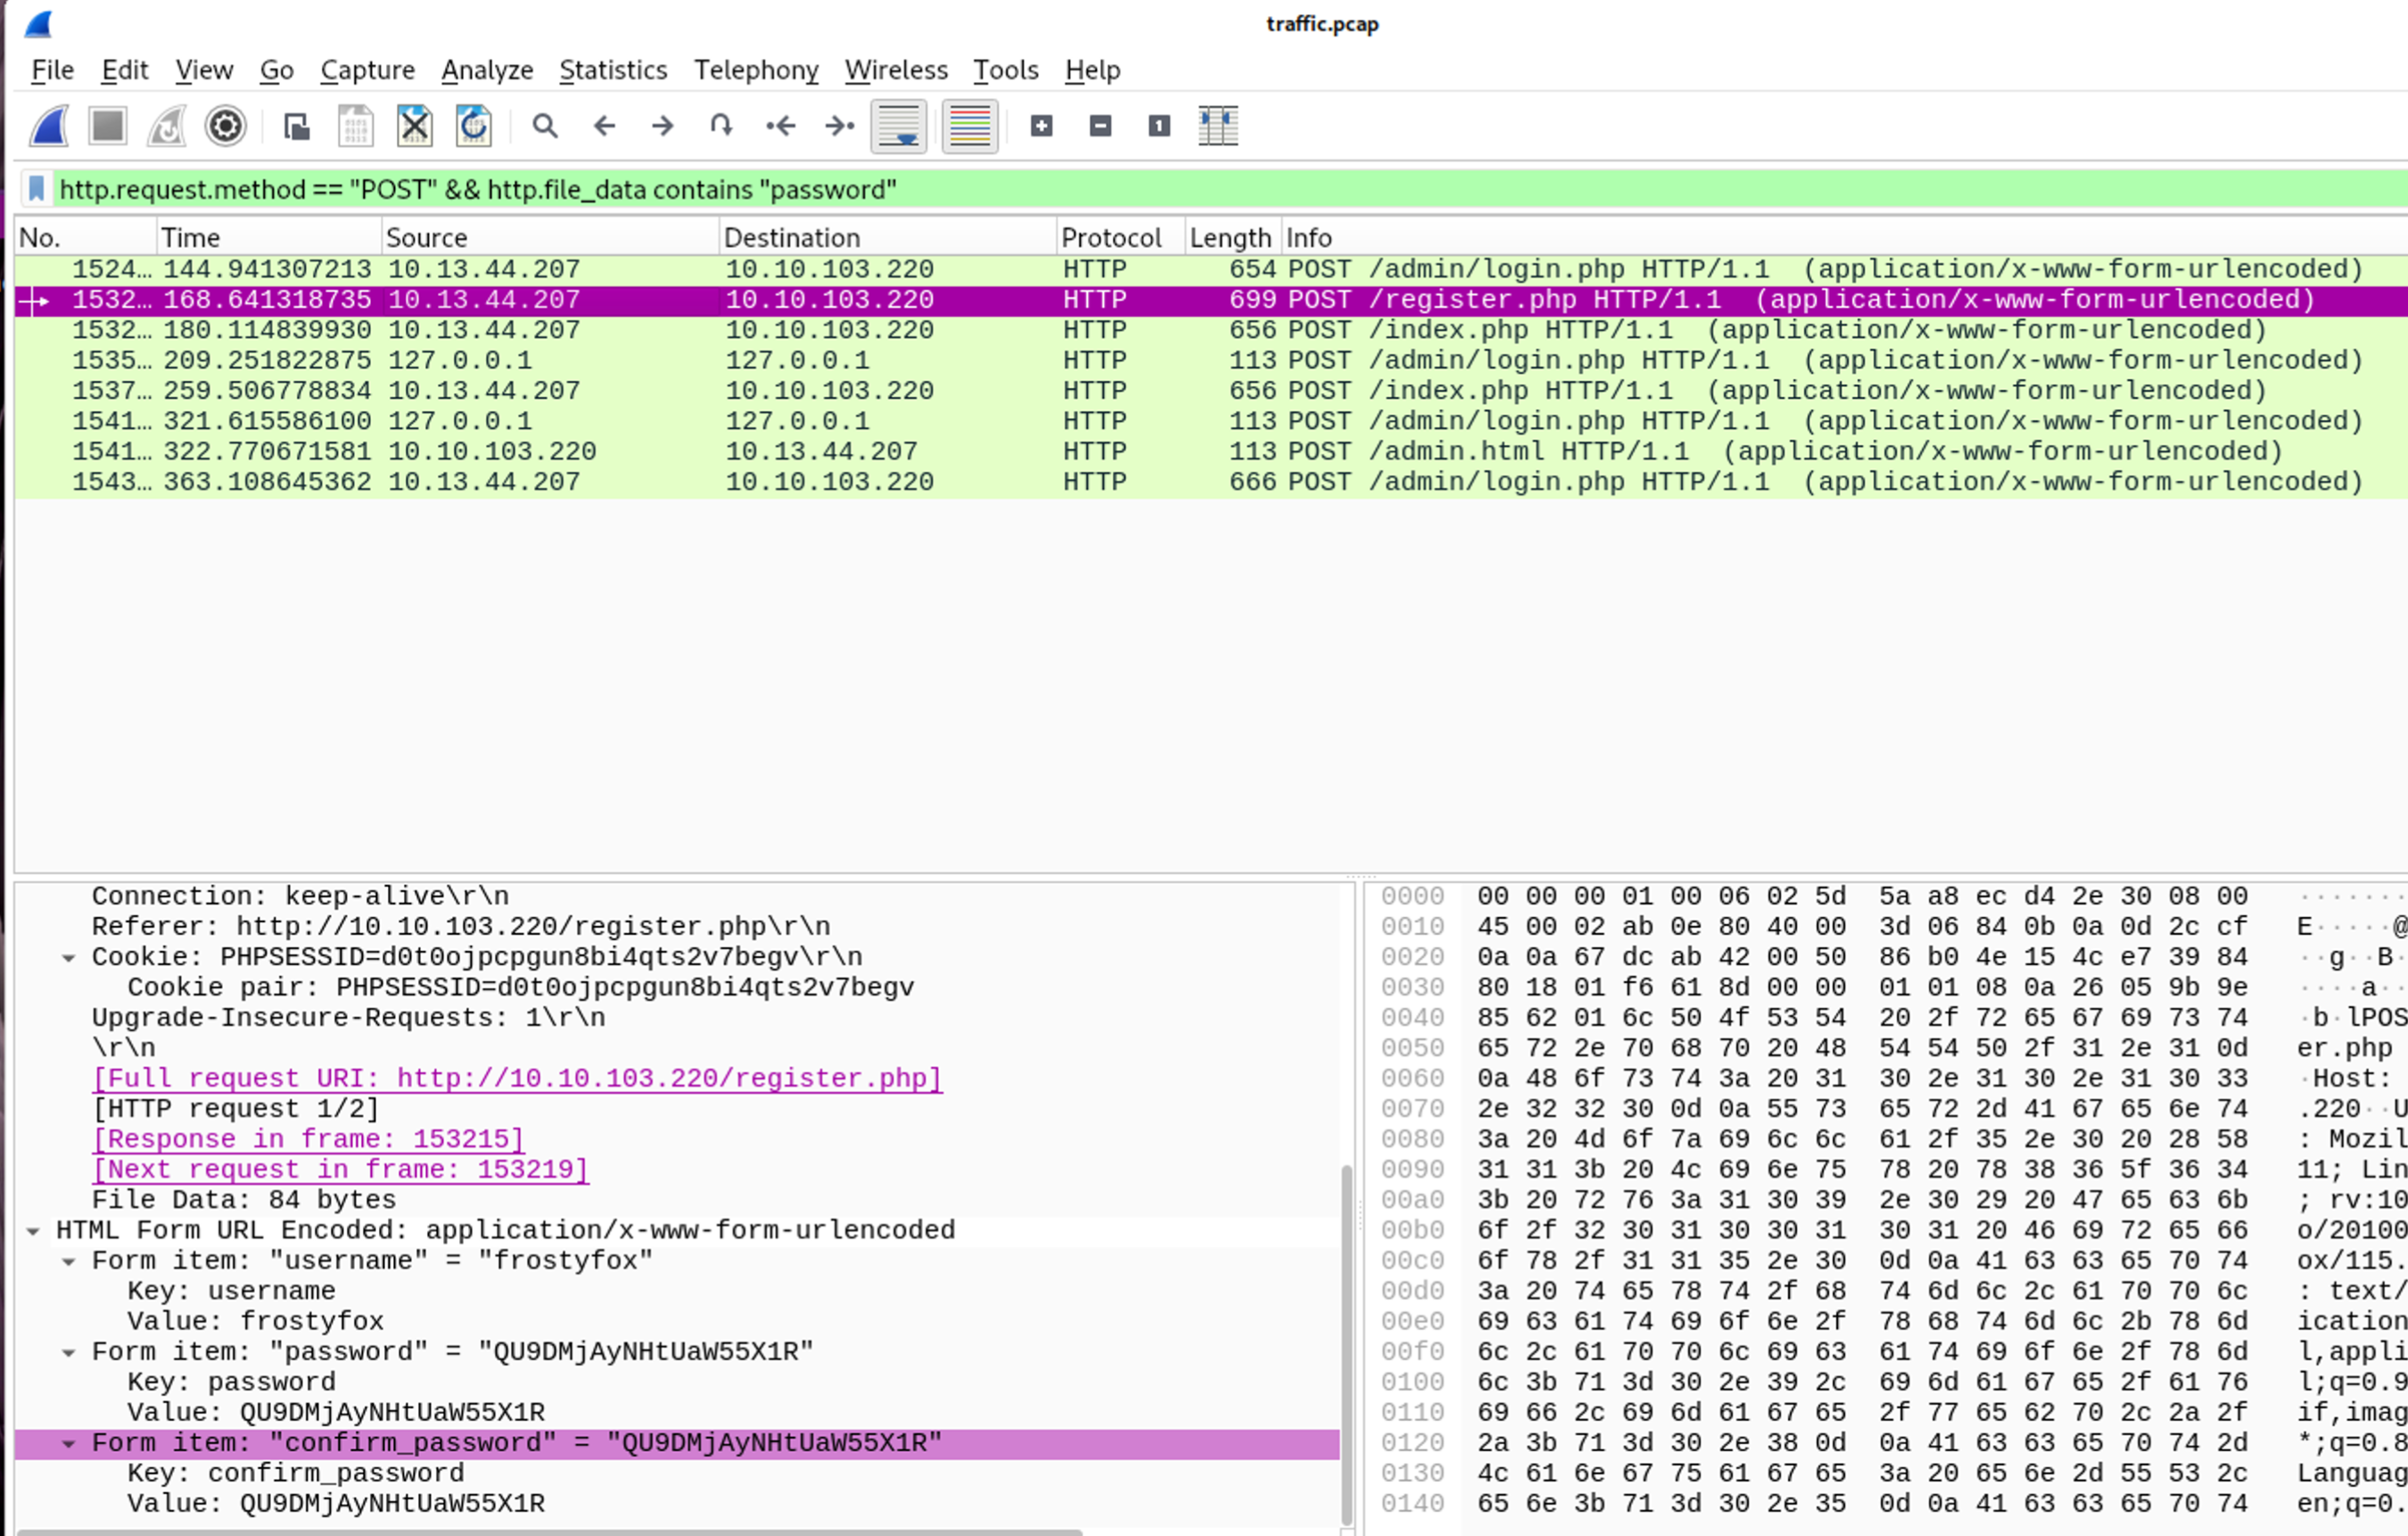 traffic.pcap
File Edit View Go Capture Analyze Statistics Telephony Wireless Tools Help
http.request.method == "POST" && http.file_data contains "password"
No. Time Source Destination Protocol Length Info
1524… 144.941307213 10.13.44.207 10.10.103.220 HTTP 654 POST /admin/login.php HTTP/1.1 (application/x-www-form-urlencoded)
1532… 168.641318735 10.13.44.207 10.10.103.220 HTTP 699 POST /register.php HTTP/1.1 (application/x-www-form-urlencoded)
1532… 180.114839930 10.13.44.207 10.10.103.220 HTTP 656 POST /index.php HTTP/1.1 (application/x-www-form-urlencoded)
1535… 209.251822875 127.0.0.1 127.0.0.1 HTTP 113 POST /admin/login.php HTTP/1.1 (application/x-www-form-urlencoded)
1537… 259.506778834 10.13.44.207 10.10.103.220 HTTP 656 POST /index.php HTTP/1.1 (application/x-www-form-urlencoded)
1541… 321.615586100 127.0.0.1 127.0.0.1 HTTP 113 POST /admin/login.php HTTP/1.1 (application/x-www-form-urlencoded)
1541… 322.770671581 10.10.103.220 10.13.44.207 HTTP 113 POST /admin.html HTTP/1.1 (application/x-www-form-urlencoded)
1543… 363.108645362 10.13.44.207 10.10.103.220 HTTP 666 POST /admin/login.php HTTP/1.1 (application/x-www-form-urlencoded)
Connection: keep-alive\r\n
Referer: http://10.10.103.220/register.php\r\n
Cookie: PHPSESSID=d0t0ojpcpgun8bi4qts2v7begv\r\n
Cookie pair: PHPSESSID=d0t0ojpcpgun8bi4qts2v7begv
Upgrade-Insecure-Requests: 1\r\n
\r\n
[Full request URI: http://10.10.103.220/register.php]
[HTTP request 1/2]
[Response in frame: 153215]
[Next request in frame: 153219]
File Data: 84 bytes
HTML Form URL Encoded: application/x-www-form-urlencoded
Form item: "username" = "frostyfox"
Key: username
Value: frostyfox
Form item: "password" = "QU9DMjAyNHtUaW55X1R"
Key: password
Value: QU9DMjAyNHtUaW55X1R
Form item: "confirm_password" = "QU9DMjAyNHtUaW55X1R"
Key: confirm_password
Value: QU9DMjAyNHtUaW55X1R
0000 00 00 00 01 00 06 02 5d 5a a8 ec d4 2e 30 08 00 ·······
0010 45 00 02 ab 0e 80 40 00 3d 06 84 0b 0a 0d 2c cf E·····@
0020 0a 0a 67 dc ab 42 00 50 86 b0 4e 15 4c e7 39 84 ··g··B·
0030 80 18 01 f6 61 8d 00 00 01 01 08 0a 26 05 9b 9e ····a··
0040 85 62 01 6c 50 4f 53 54 20 2f 72 65 67 69 73 74 ·b·lPOS
0050 65 72 2e 70 68 70 20 48 54 54 50 2f 31 2e 31 0d er.php
0060 0a 48 6f 73 74 3a 20 31 30 2e 31 30 2e 31 30 33 ·Host:
0070 2e 32 32 30 0d 0a 55 73 65 72 2d 41 67 65 6e 74 .220··U
0080 3a 20 4d 6f 7a 69 6c 6c 61 2f 35 2e 30 20 28 58 : Mozil
0090 31 31 3b 20 4c 69 6e 75 78 20 78 38 36 5f 36 34 11; Lin
00a0 3b 20 72 76 3a 31 30 39 2e 30 29 20 47 65 63 6b ; rv:10
00b0 6f 2f 32 30 31 30 30 31 30 31 20 46 69 72 65 66 o/20100
00c0 6f 78 2f 31 31 35 2e 30 0d 0a 41 63 63 65 70 74 ox/115.
00d0 3a 20 74 65 78 74 2f 68 74 6d 6c 2c 61 70 70 6c : text/
00e0 69 63 61 74 69 6f 6e 2f 78 68 74 6d 6c 2b 78 6d ication
00f0 6c 2c 61 70 70 6c 69 63 61 74 69 6f 6e 2f 78 6d l,appli
0100 6c 3b 71 3d 30 2e 39 2c 69 6d 61 67 65 2f 61 76 l;q=0.9
0110 69 66 2c 69 6d 61 67 65 2f 77 65 62 70 2c 2a 2f if,imag
0120 2a 3b 71 3d 30 2e 38 0d 0a 41 63 63 65 70 74 2d *;q=0.8
0130 4c 61 6e 67 75 61 67 65 3a 20 65 6e 2d 55 53 2c Languag
0140 65 6e 3b 71 3d 30 2e 35 0d 0a 41 63 63 65 70 74 en;q=0.